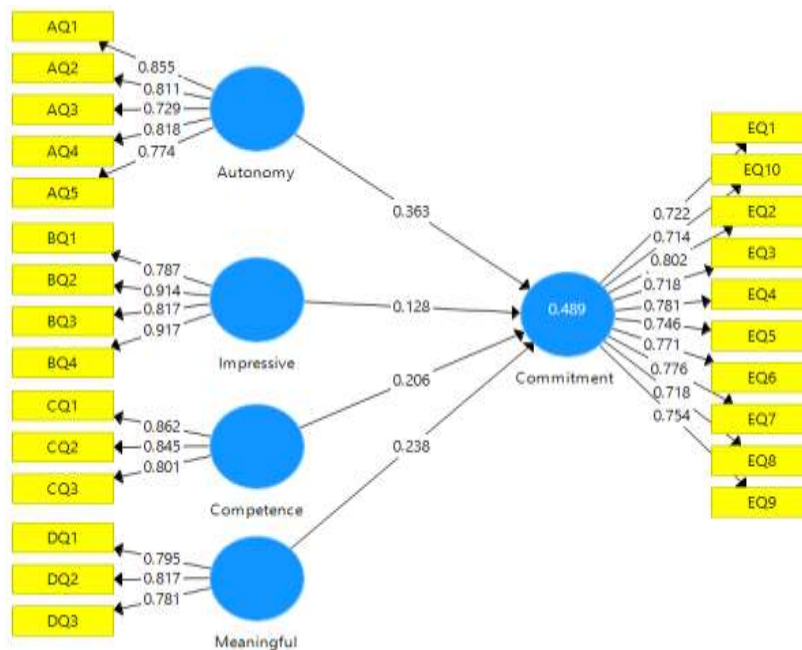 AQ1
AQ2
AQ3
AQ4
AQ5
0.855
0.811
0.729
0.818
0.774
Autonomy
BQ1
BQ2
BQ3
BQ4
0.787
0.914
0.817
0.917
Impressive
CQ1
CQ2
CQ3
0.862
0.845
0.801
Competence
DQ1
DQ2
DQ3
0.795
0.817
0.781
Meaningful
0.363
0.128
0.206
0.238
0.489
Commitment
0.722
0.714
0.802
0.718
0.781
0.746
0.771
0.776
0.718
0.754
EQ1
EQ10
EQ2
EQ3
EQ4
EQ5
EQ6
EQ7
EQ8
EQ9